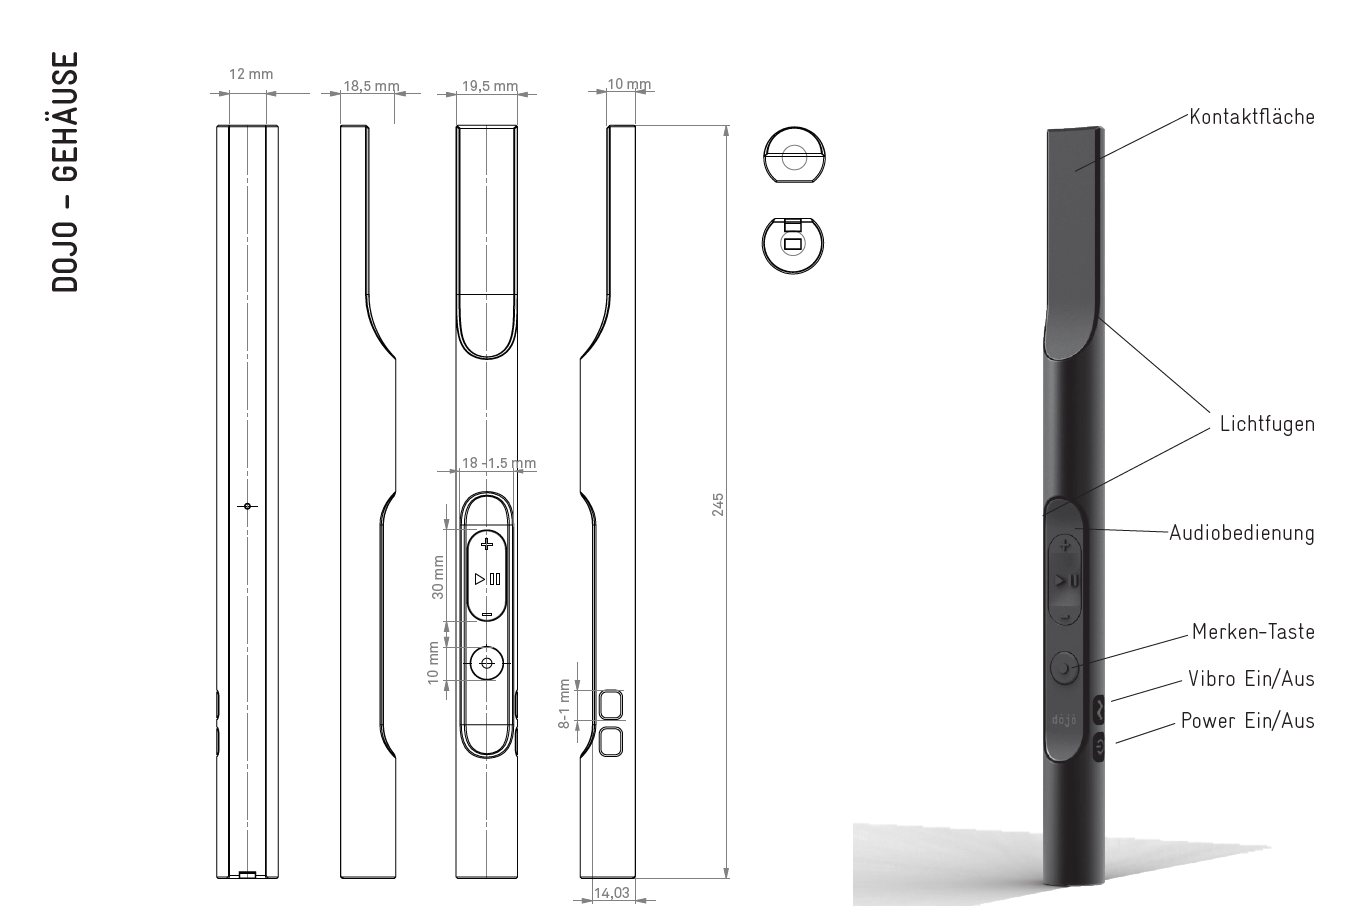 DOJO – GEHÄUSE
12 mm
18,5 mm
19,5 mm
10 mm
18 -1.5 mm
30 mm
10 mm
8-1 mm
245
14,03
Kontaktfläche
Lichtfugen
Audiobedienung
Merken-Taste
Vibro Ein/Aus
Power Ein/Aus
dojo